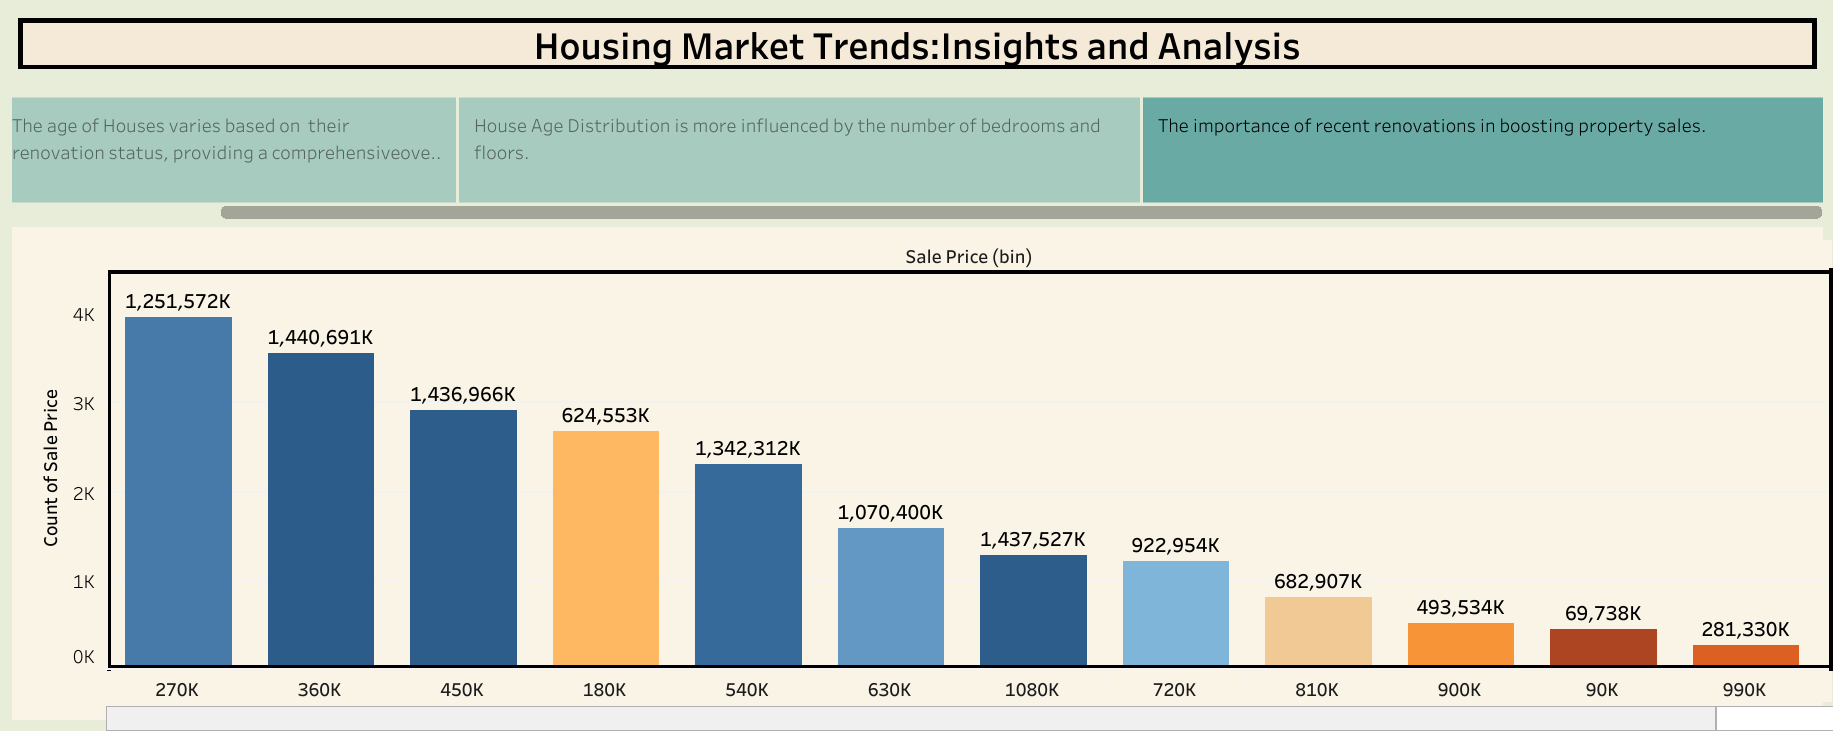 Housing Market Trends:Insights and Analysis
The age of Houses varies based on  their
renovation status, providing a comprehensiveove..
House Age Distribution is more influenced by the number of bedrooms and
floors.
The importance of recent renovations in boosting property sales.
Sale Price (bin)
Count of Sale Price
4K
3K
2K
1K
0K
1,251,572K
1,440,691K
1,436,966K
624,553K
1,342,312K
1,070,400K
1,437,527K
922,954K
682,907K
493,534K
69,738K
281,330K
270K
360K
450K
180K
540K
630K
1080K
720K
810K
900K
90K
990K